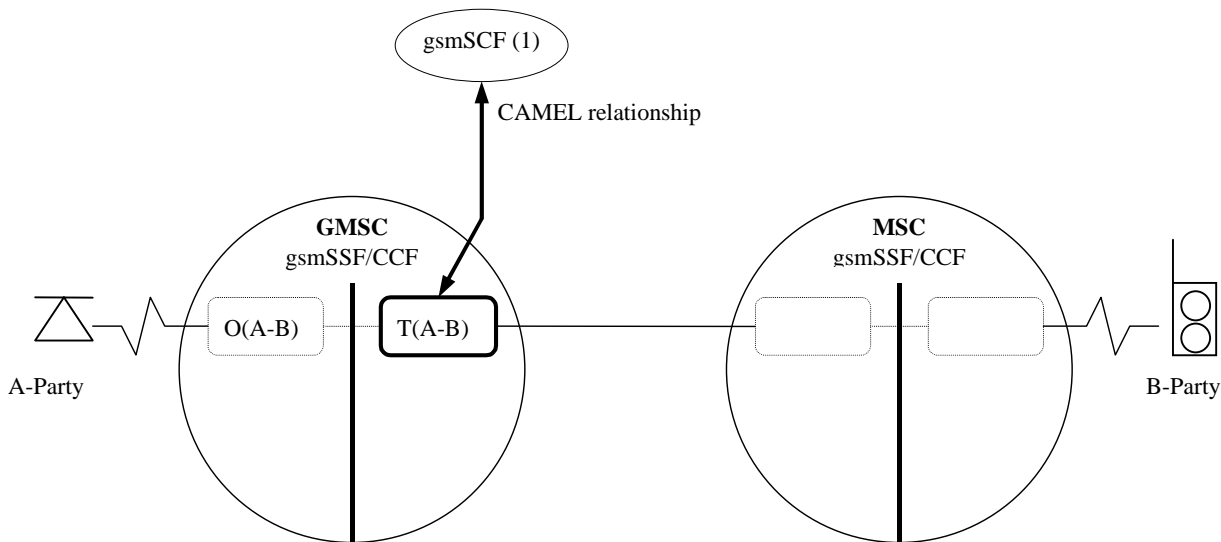 gsmSCF (1)
CAMEL relationship
GMSC
gsmSSF/CCF
MSC
gsmSSF/CCF
O(A-B)
T(A-B)
A-Party
B-Party